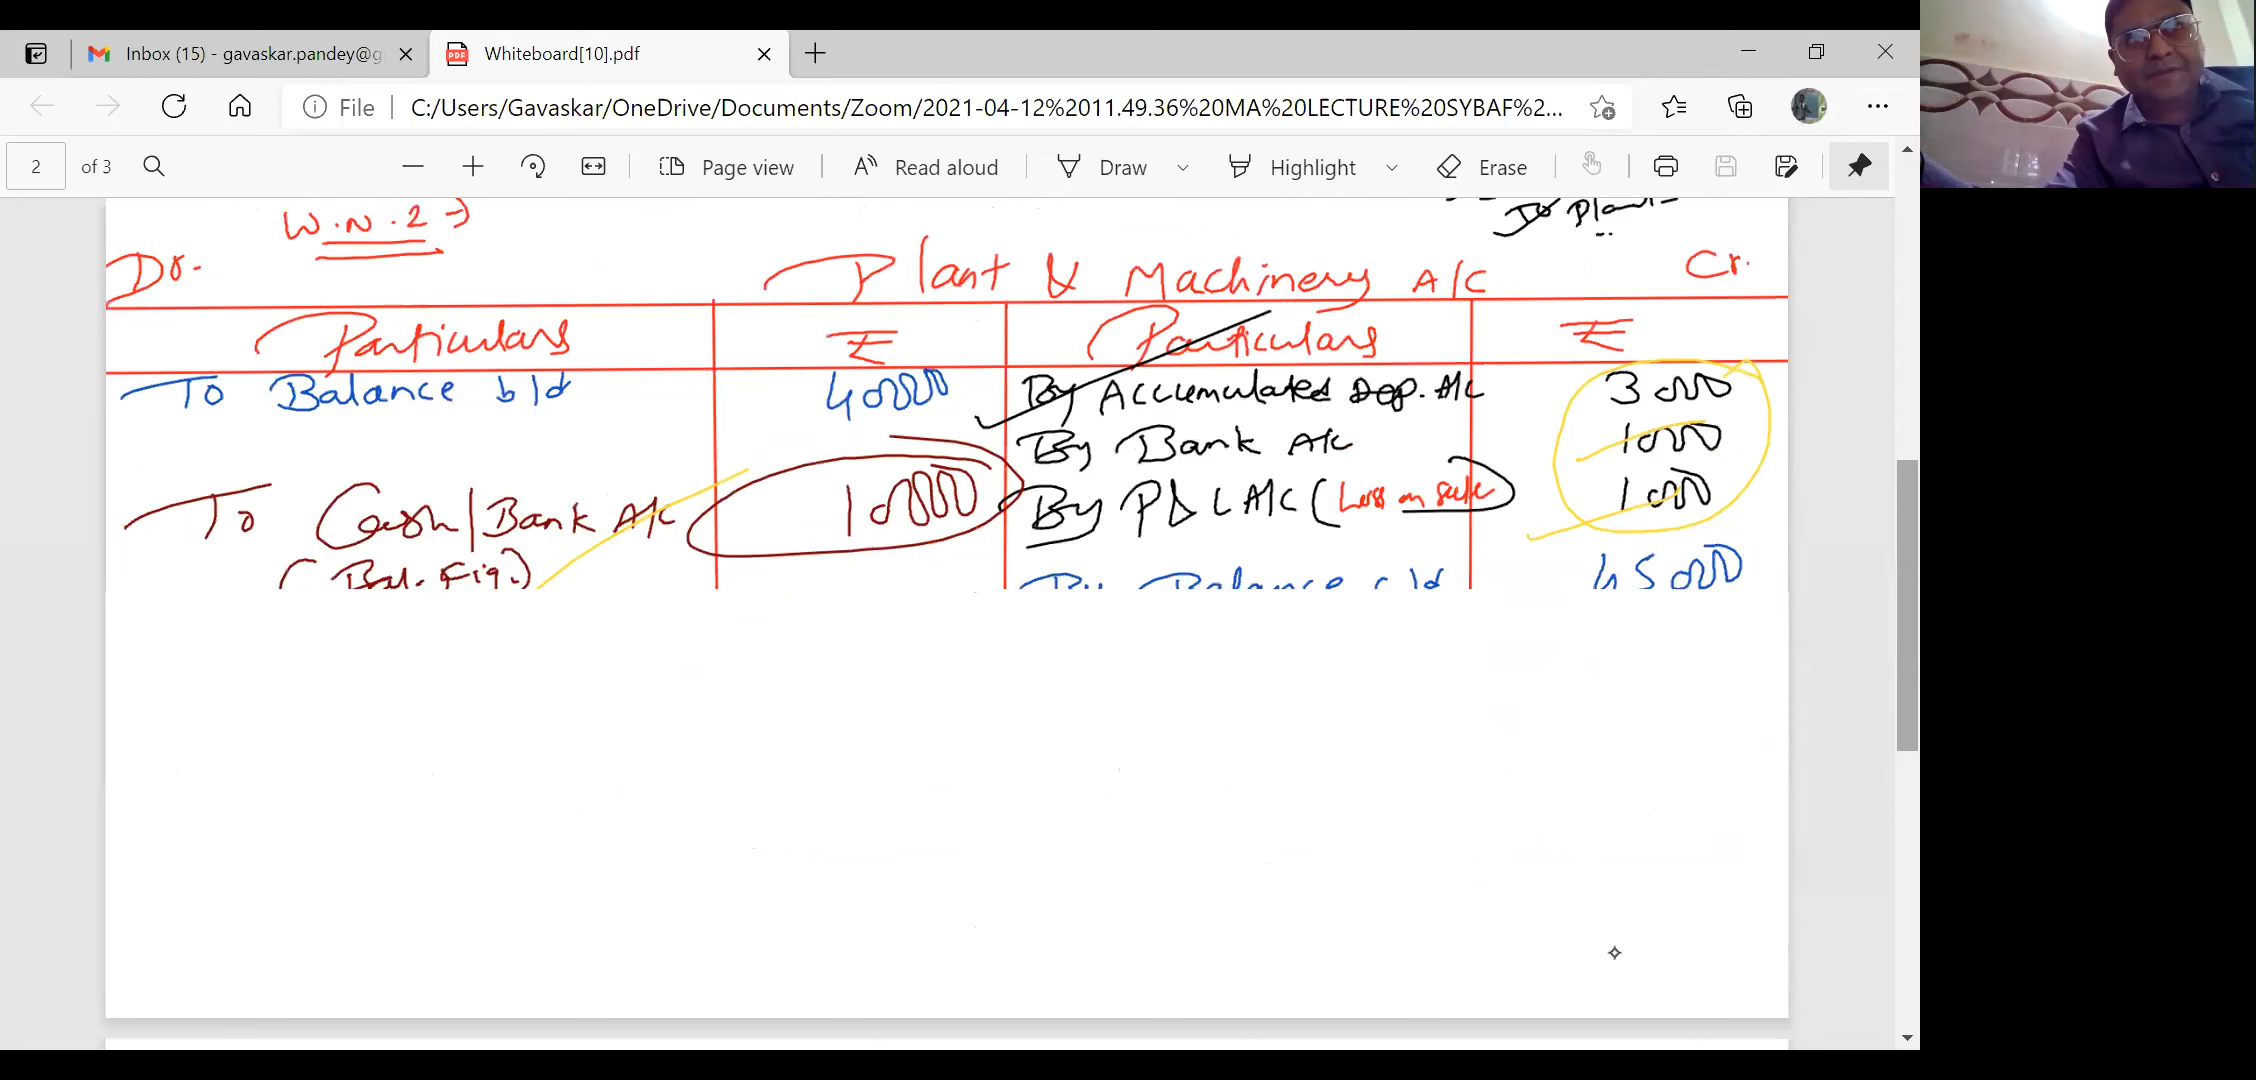 Inbox (15) - gavaskar.pandey@g
Whiteboard[10].pdf
File C:/Users/Gavaskar/OneDrive/Documents/Zoom/2021-04-12%2011.49.36%20MA%20LECTURE%20SYBAF%2...
2 of 3 Page view Read aloud Draw Highlight Erase
W.N.2 →
Plant
Dr. Plant & Machinery A/C Cr.
Particulars ₹ Particulars ₹
To Balance b/d 40000 By Accumulated Dep. A/c 3000
By Bank A/c 1000
To Cash/Bank A/c 10000 By P & L A/C (Loss on sale) 1000
(Bal. Fig.) By Balance c/d 45000